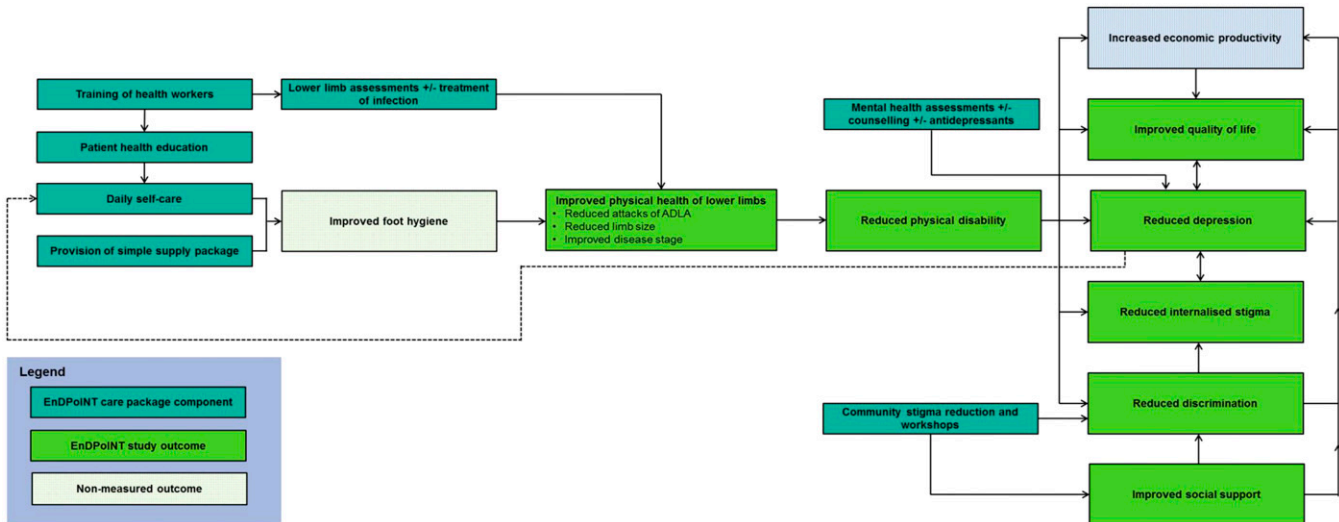 Increased economic productivity
Training of health workers
Lower limb assessments +/- treatment
of infection
Mental health assessments +/-
counselling +/- antidepressants
Improved quality of life
Patient health education
Daily self-care
Improved foot hygiene
Improved physical health of lower limbs
• Reduced attacks of ADLA
• Reduced limb size
• Improved disease stage
Reduced physical disability
Reduced depression
Provision of simple supply package
Reduced internalised stigma
Legend
EnDPoINT care package component
EnDPoINT study outcome
Non-measured outcome
Community stigma reduction and
workshops
Reduced discrimination
Improved social support